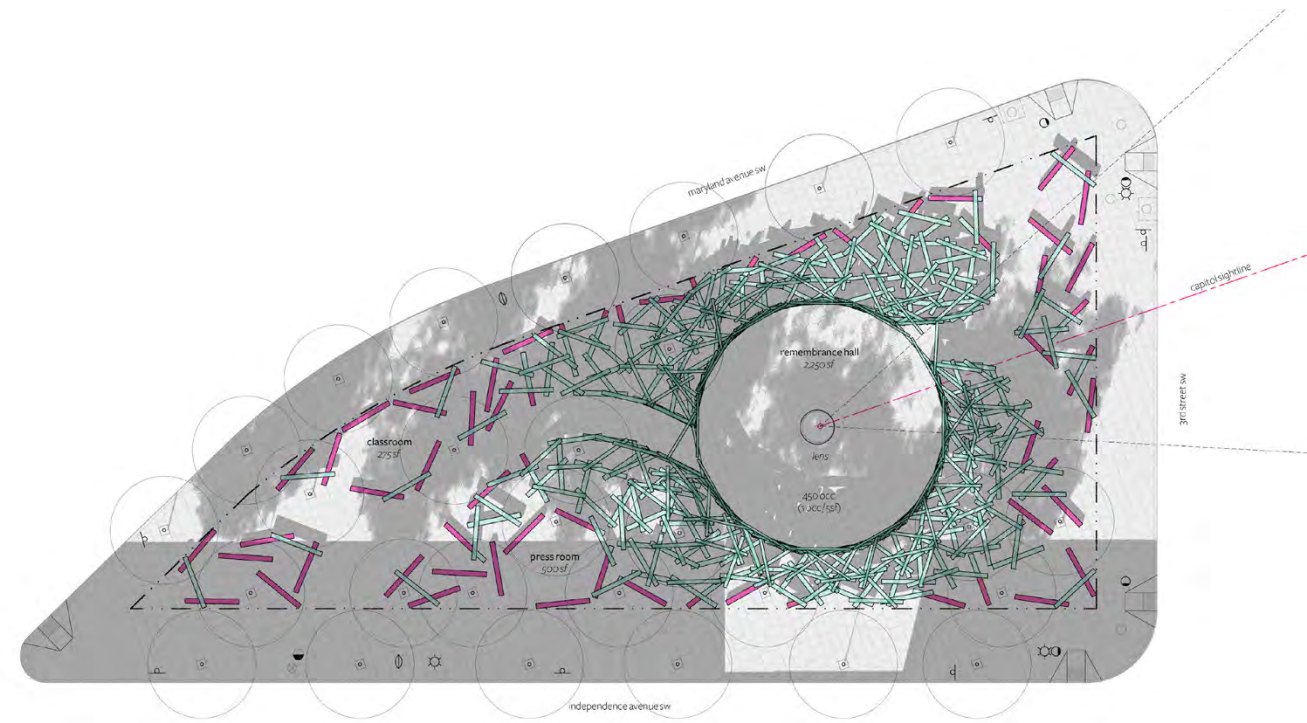 maryland avenue sw
capitol sightline
remembrance hall
2,250 sf
3rd street sw
classroom
275 sf
lens
450 occ
(1 occ/5sf)
press room
500 sf
independence avenue sw